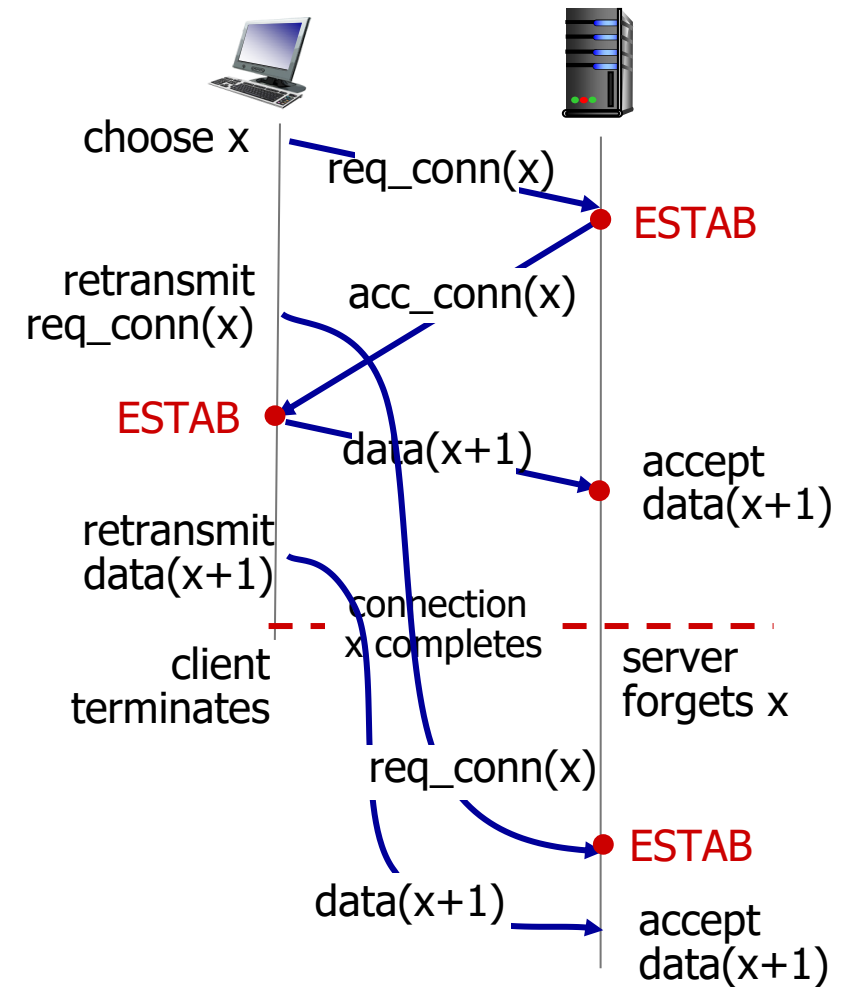 choose x
req_conn(x)
ESTAB
retransmit
req_conn(x)
acc_conn(x)
ESTAB
data(x+1)
accept
data(x+1)
retransmit
data(x+1)
connection
x completes
client
terminates
server
forgets x
req_conn(x)
ESTAB
data(x+1)
accept
data(x+1)